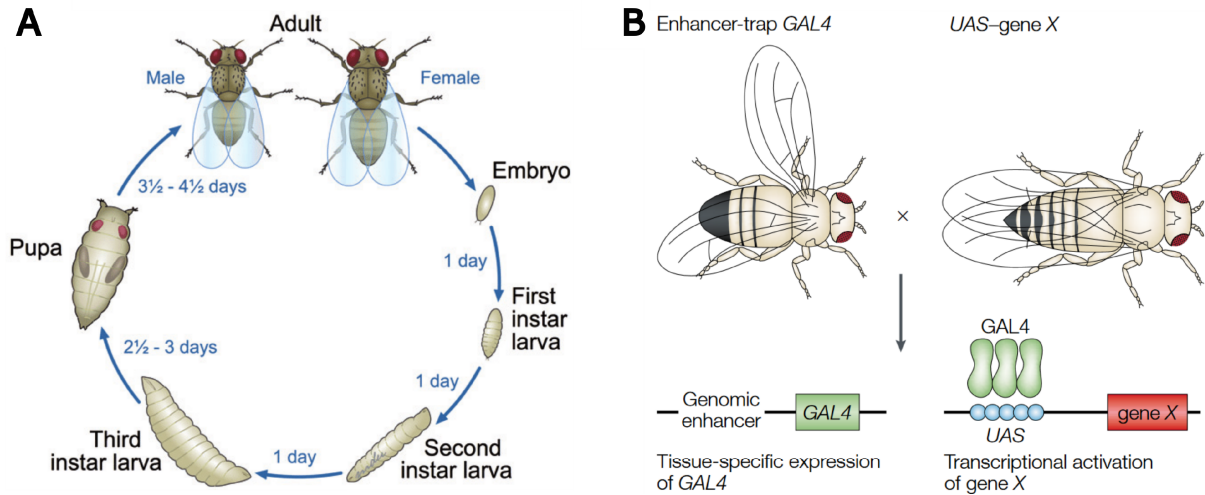 A
Adult
Male
Female
Embryo
1 day
First
instar
larva
1 day
Second
instar larva
1 day
Third
instar larva
2½ - 3 days
Pupa
3½ - 4½ days
B
Enhancer-trap GAL4
UAS–gene X
×
GAL4
Genomic
enhancer
GAL4
UAS
gene X
Tissue-specific expression
of GAL4
Transcriptional activation
of gene X